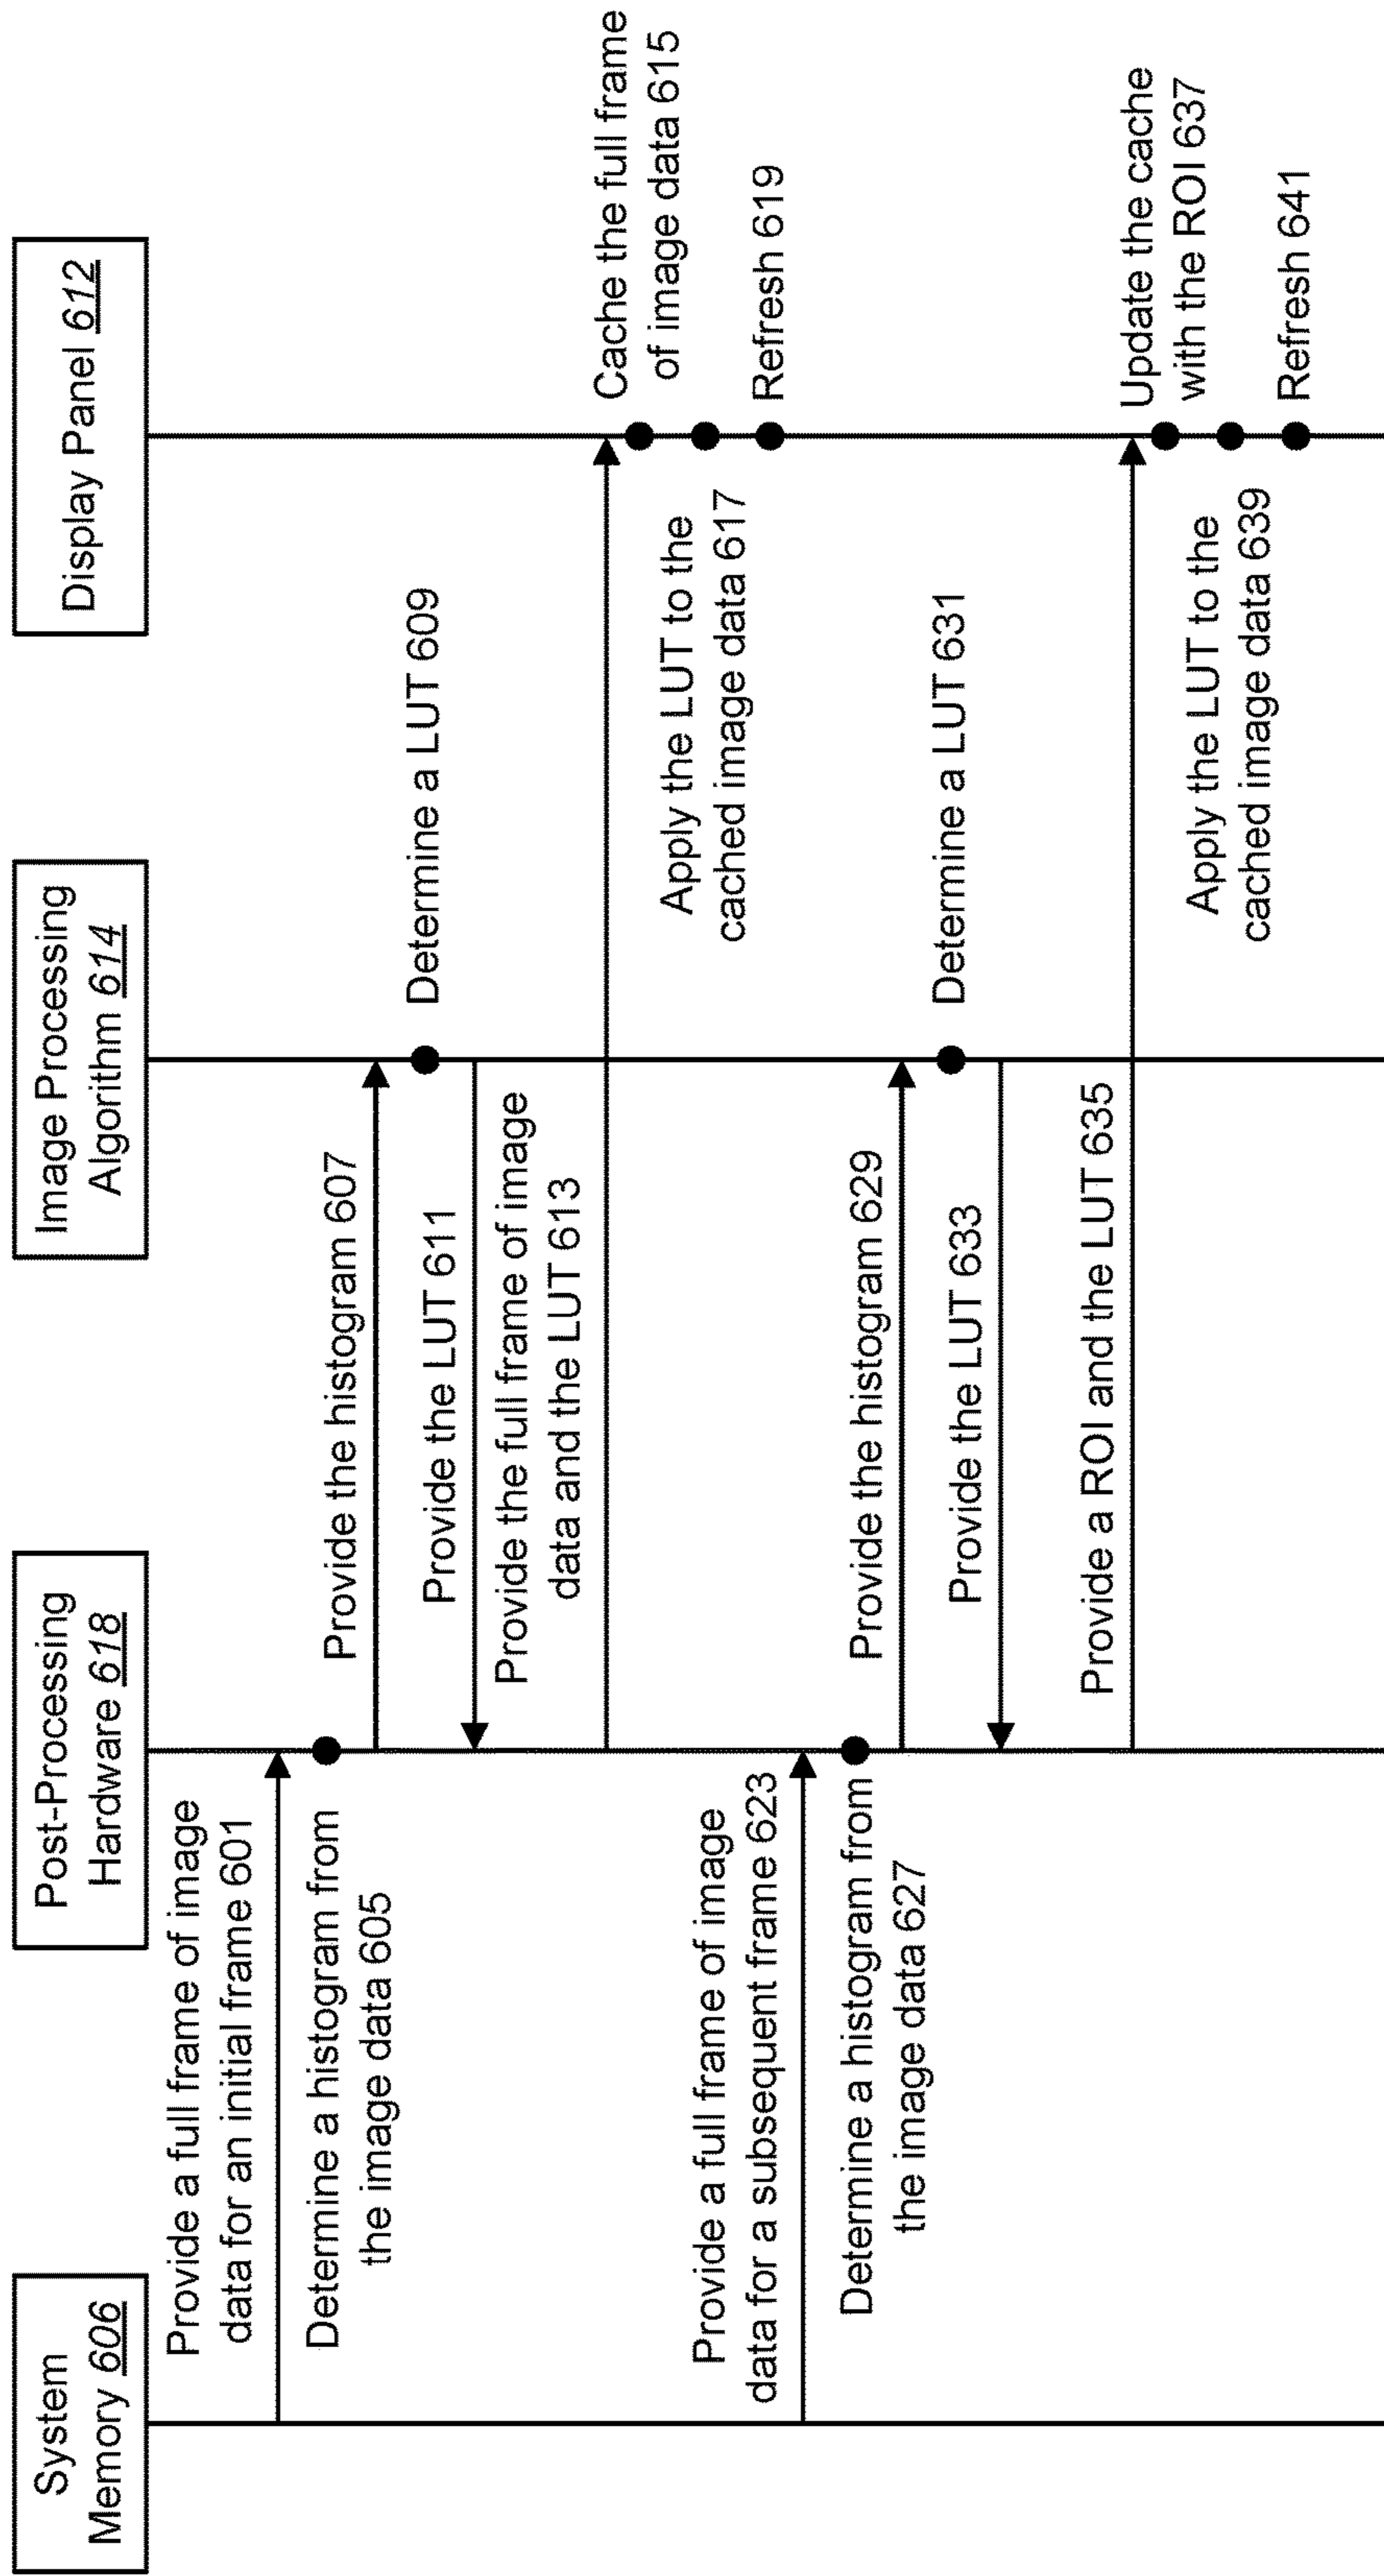 System
Memory 606
Post-Processing
Hardware 618
Image Processing
Algorithm 614
Display Panel 612
Provide a full frame of image
data for an initial frame 601
Determine a histogram from
the image data 605
Provide the histogram 607
Determine a LUT 609
Provide the LUT 611
Provide the full frame of image
data and the LUT 613
Cache the full frame
of image data 615
Apply the LUT to the
cached image data 617
Refresh 619
Provide a full frame of image
data for a subsequent frame 623
Determine a histogram from
the image data 627
Provide the histogram 629
Determine a LUT 631
Provide the LUT 633
Provide a ROI and the LUT 635
Update the cache
with the ROI 637
Apply the LUT to the
cached image data 639
Refresh 641